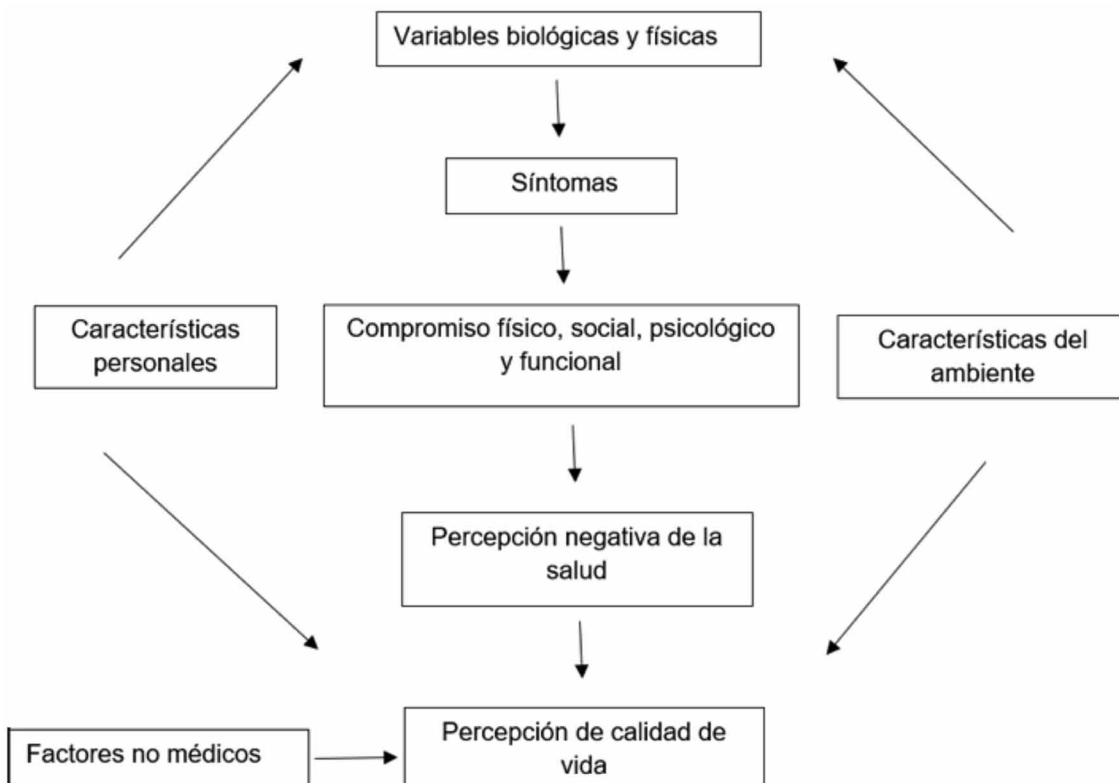 Variables biológicas y físicas
Síntomas
Características
personales
Compromiso físico, social, psicológico
y funcional
Características del
ambiente
Percepción negativa de la
salud
Factores no médicos
Percepción de calidad de
vida